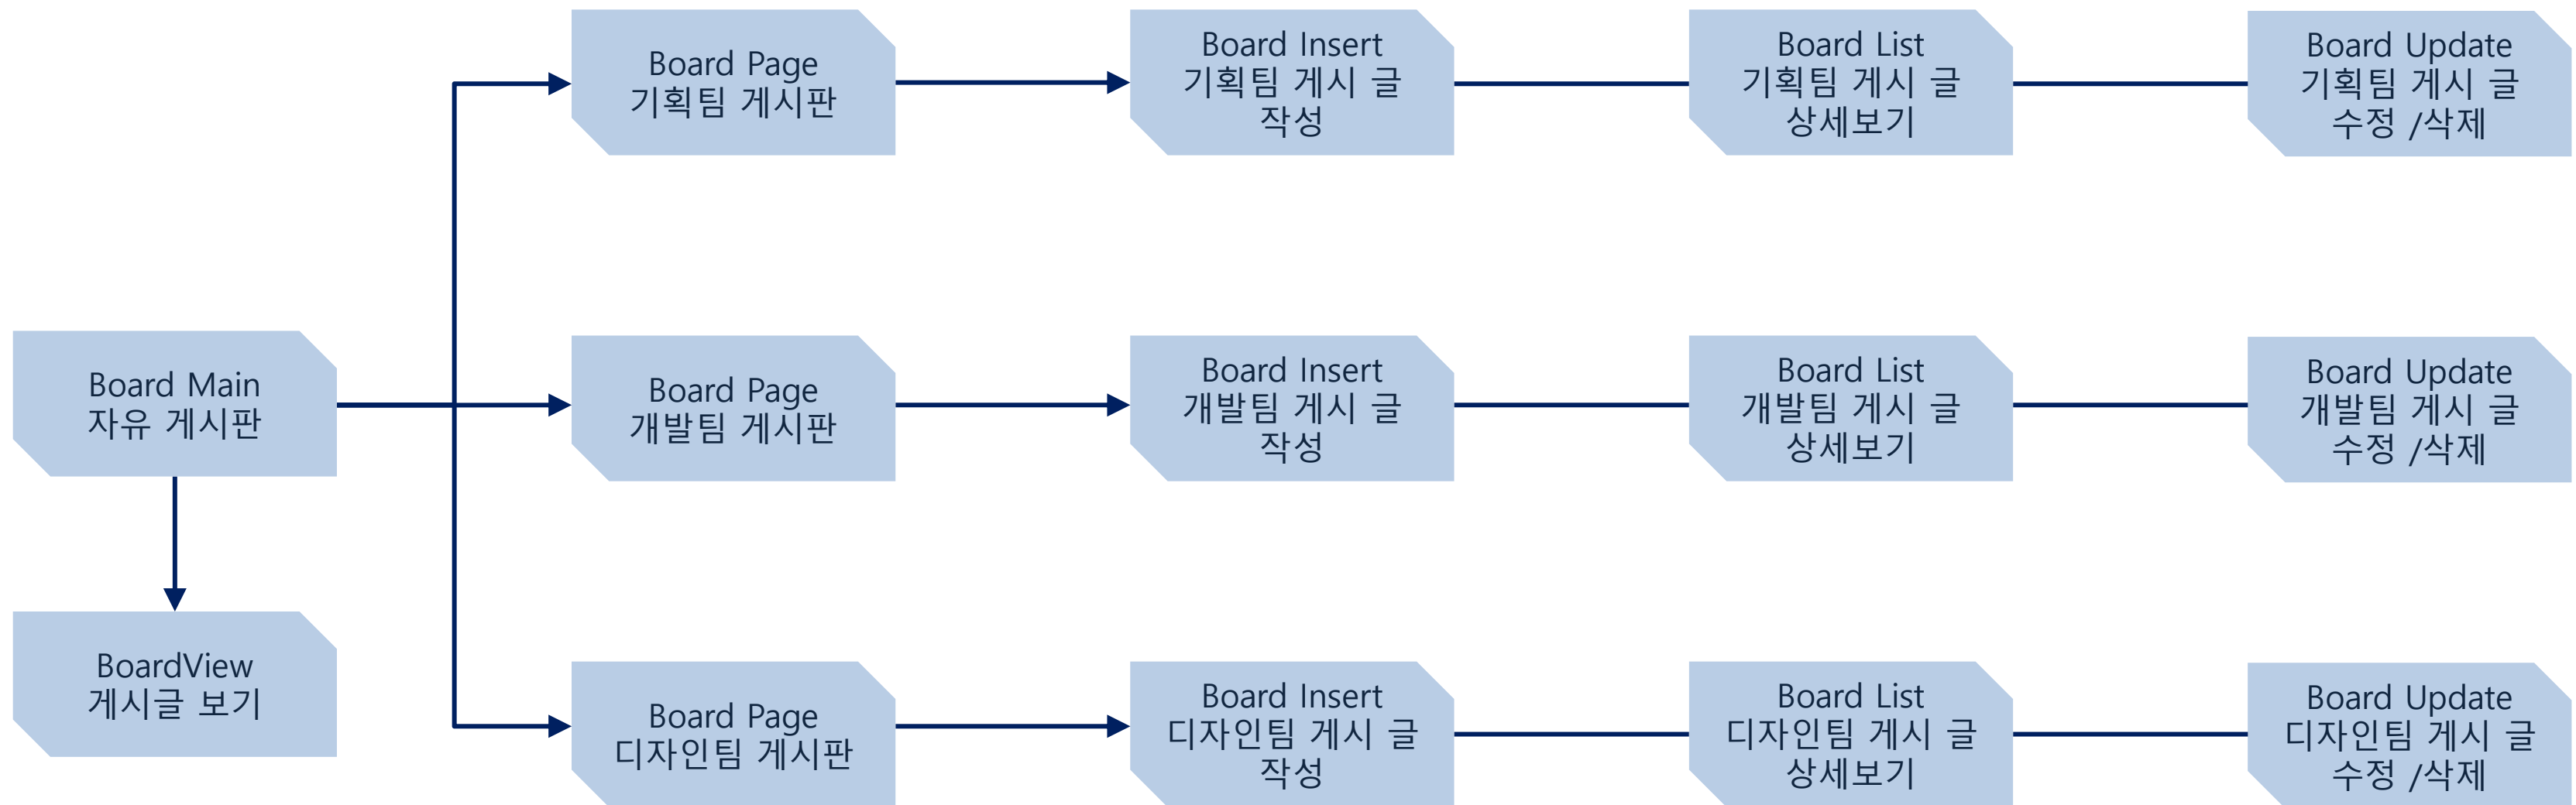 Board Page
기획팀 게시판
Board Insert
기획팀 게시 글
작성
Board List
기획팀 게시 글
상세보기
Board Update
기획팀 게시 글
수정 /삭제
Board Main
자유 게시판
Board Page
개발팀 게시판
Board Insert
개발팀 게시 글
작성
Board List
개발팀 게시 글
상세보기
Board Update
개발팀 게시 글
수정 /삭제
BoardView
게시글 보기
Board Page
디자인팀 게시판
Board Insert
디자인팀 게시 글
작성
Board List
디자인팀 게시 글
상세보기
Board Update
디자인팀 게시 글
수정 /삭제